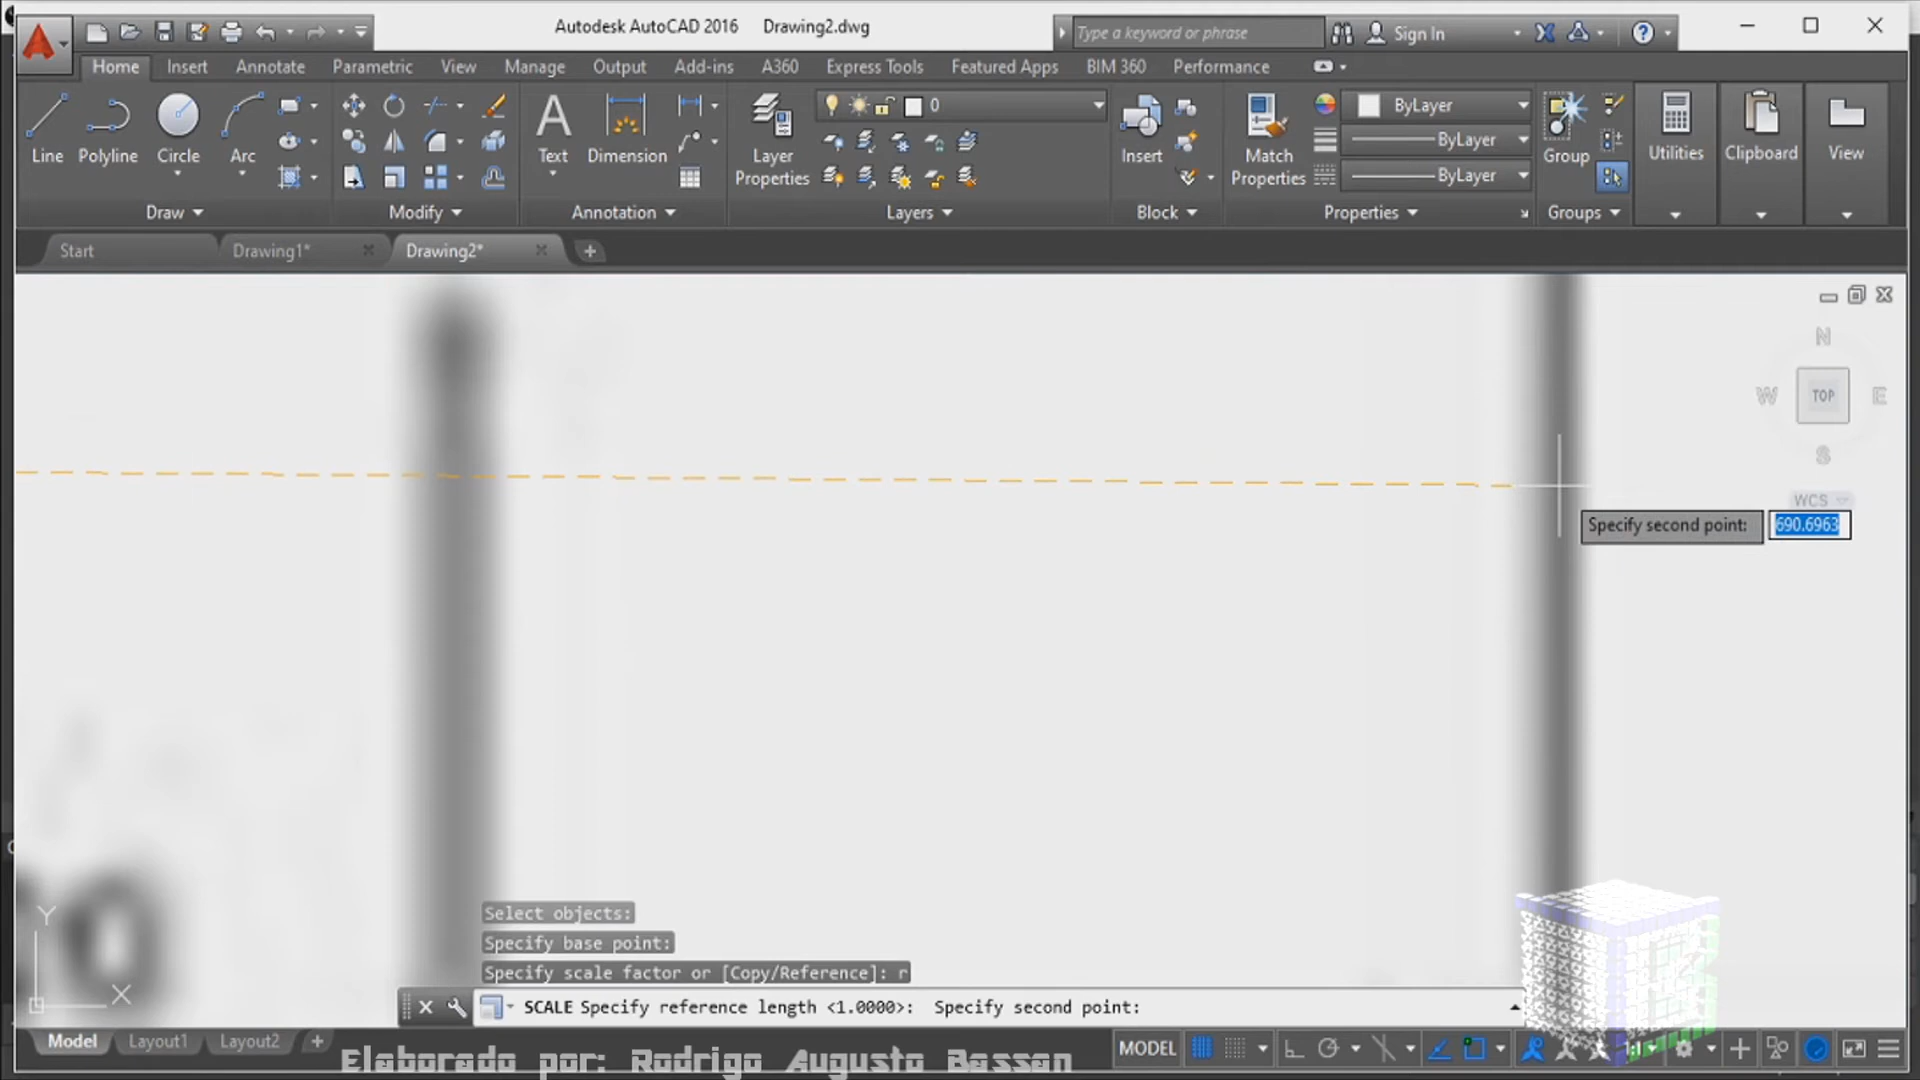 Autodesk AutoCAD 2016 Drawing2.dwg
Type a keyword or phrase
Sign In
Home Insert Annotate Parametric View Manage Output Add-ins A360 Express Tools Featured Apps BIM 360 Performance
0
ByLayer
ByLayer
ByLayer
Line Polyline Circle Arc
Text Dimension
Layer Properties
Insert
Match Properties
Group
Utilities Clipboard View
Draw Modify Annotation Layers Block Properties Groups
Start Drawing1* Drawing2*
N
W TOP E
S
WCS
Specify second point: 690.6963
Select objects:
Specify base point:
Specify scale factor or [Copy/Reference]: r
Y
X
SCALE Specify reference length <1.0000>: Specify second point:
Model Layout1 Layout2
MODEL
Elaborado por: Rodrigo Augusto Bassan